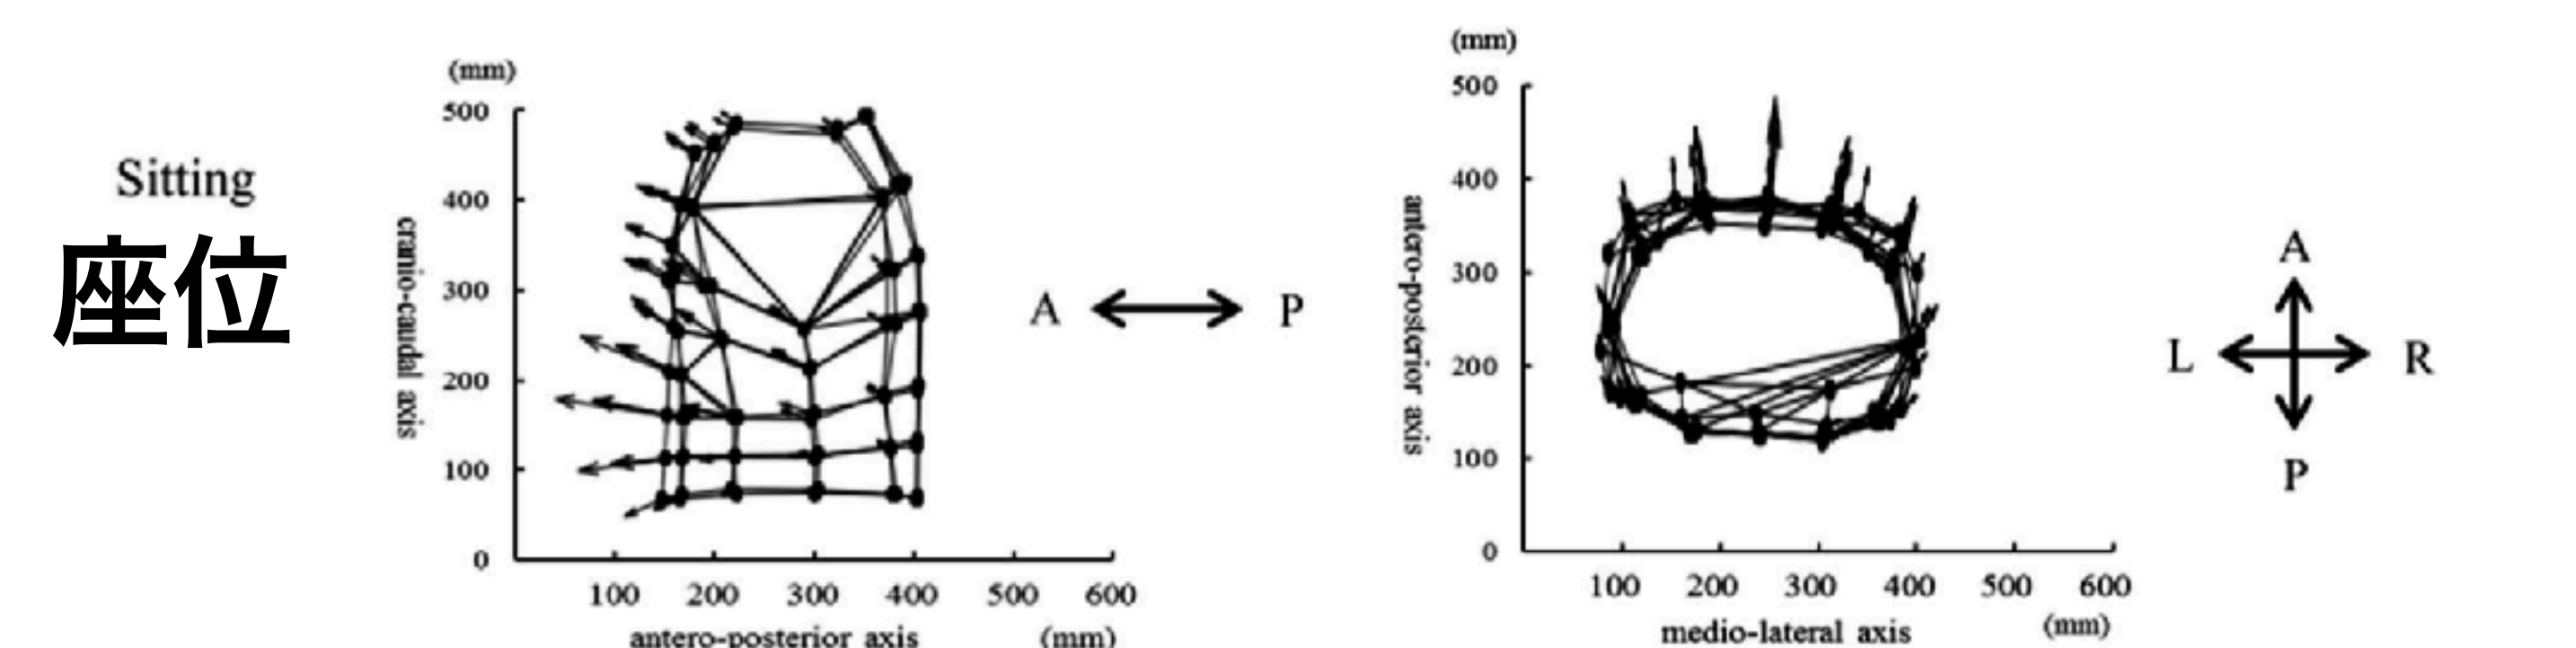 Sitting
座位
(mm)
500
400
300
200
100
0
cranio-caudal axis
100 200 300 400 500 600
antero-posterior axis (mm)
A P
(mm)
500
400
300
200
100
0
antero-posterior axis
100 200 300 400 500 600
medio-lateral axis (mm)
A
L R
P